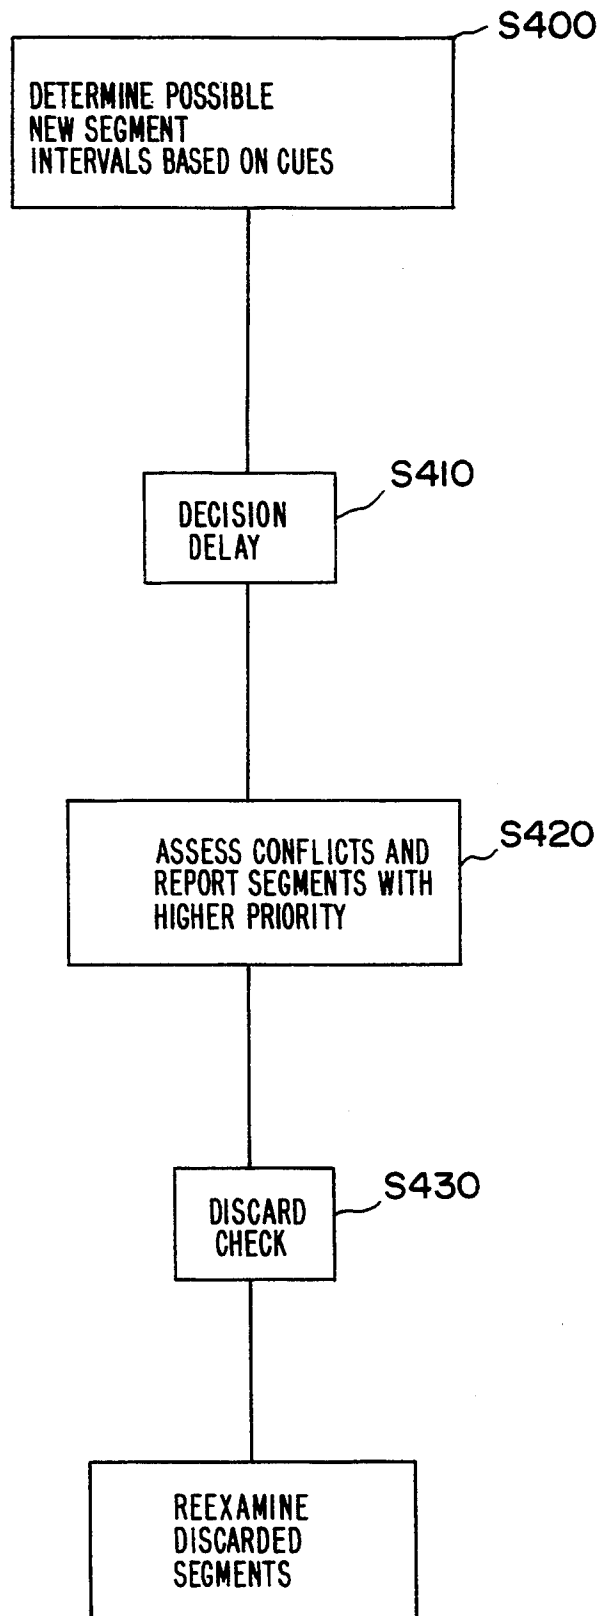 S400
DETERMINE POSSIBLE
NEW SEGMENT
INTERVALS BASED ON CUES
S410
DECISION
DELAY
S420
ASSESS CONFLICTS AND
REPORT SEGMENTS WITH
HIGHER PRIORITY
S430
DISCARD
CHECK
REEXAMINE
DISCARDED
SEGMENTS